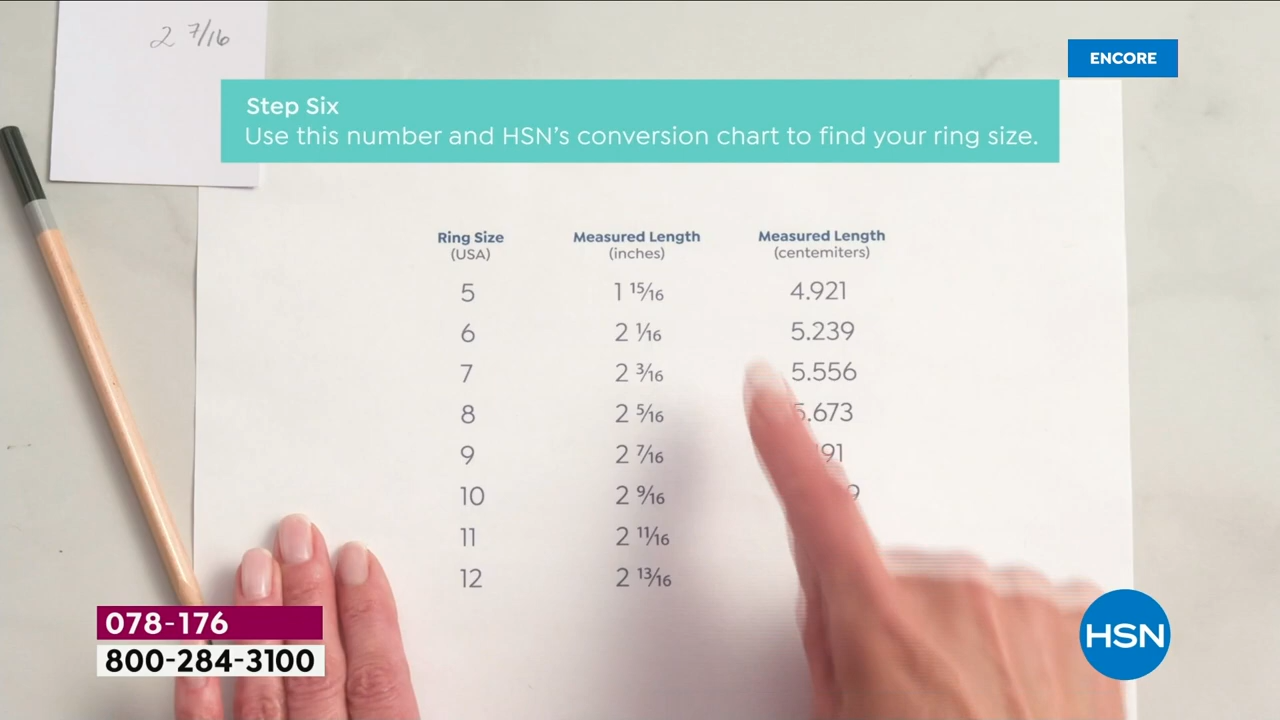 2 7/16
ENCORE
Step Six
Use this number and HSN's conversion chart to find your ring size.
Ring Size Measured Length Measured Length
(USA) (inches) (centemiters)
5 1 15/16 4.921
6 2 1/16 5.239
7 2 3/16 5.556
8 2 5/16 5.673
9 2 7/16
10 2 9/16
11 2 11/16
12 2 13/16
078-176
800-284-3100
HSN